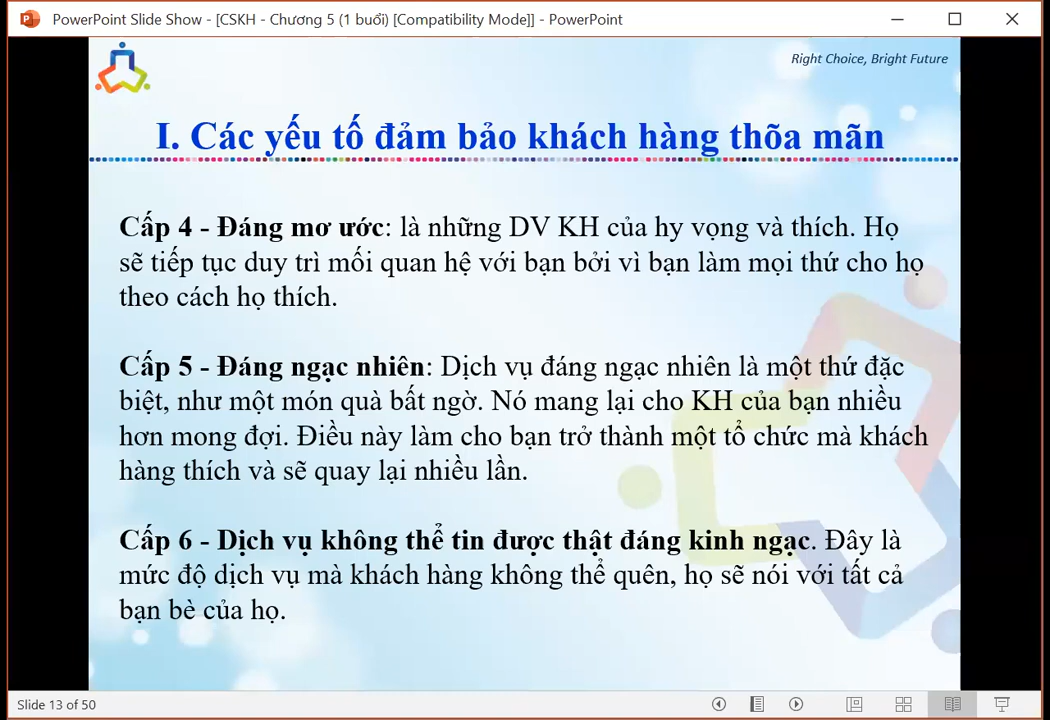 PowerPoint Slide Show - [CSKH - Chương 5 (1 buổi) [Compatibility Mode]] - PowerPoint
Right Choice, Bright Future
I. Các yếu tố đảm bảo khách hàng thõa mãn
Cấp 4 - Đáng mơ ước: là những DV KH của hy vọng và thích. Họ
sẽ tiếp tục duy trì mối quan hệ với bạn bởi vì bạn làm mọi thứ cho họ
theo cách họ thích.
Cấp 5 - Đáng ngạc nhiên: Dịch vụ đáng ngạc nhiên là một thứ đặc
biệt, như một món quà bất ngờ. Nó mang lại cho KH của bạn nhiều
hơn mong đợi. Điều này làm cho bạn trở thành một tổ chức mà khách
hàng thích và sẽ quay lại nhiều lần.
Cấp 6 - Dịch vụ không thể tin được thật đáng kinh ngạc. Đây là
mức độ dịch vụ mà khách hàng không thể quên, họ sẽ nói với tất cả
bạn bè của họ.
Slide 13 of 50